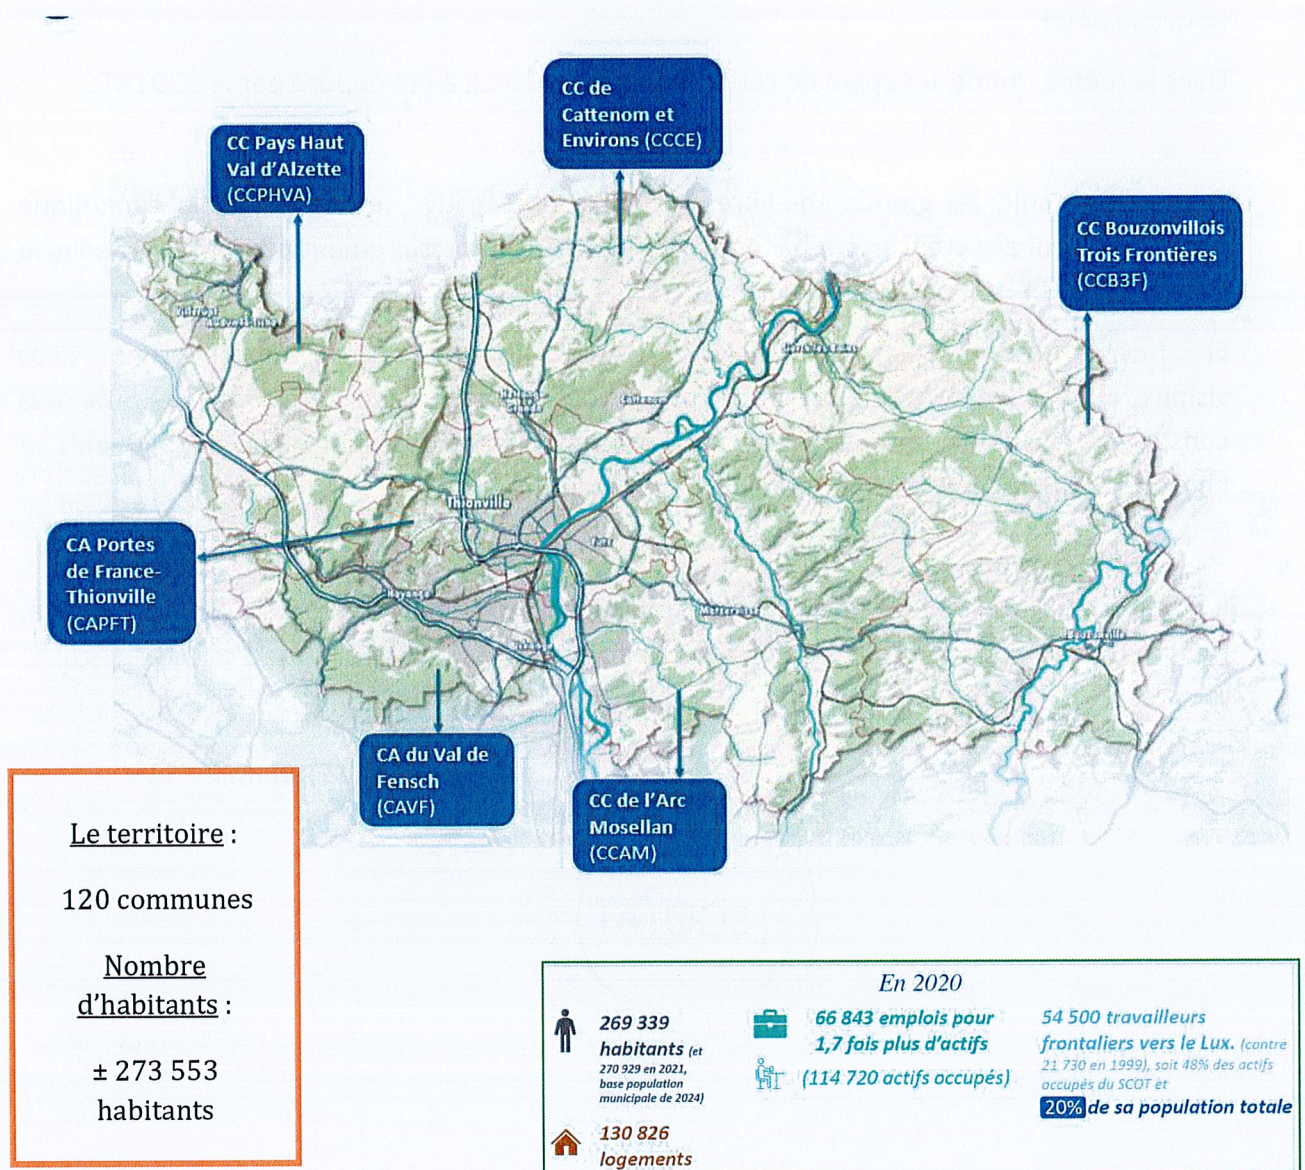 CC de
Cattenom et
Environs (CCCE)
CC Pays Haut
Val d'Alzette
(CCPHVA)
CC Bouzonvillois
Trois Frontières
(CCB3F)
Cattenom
Thionville
Yutz
Hayange
Metzervisse
Bouzonville
CA Portes
de France-
Thionville
(CAPFT)
CA du Val de
Fensch
(CAVF)
CC de l'Arc
Mosellan
(CCAM)
Le territoire :
120 communes
Nombre
d'habitants :
± 273 553
habitants
En 2020
269 339
habitants (et
270 929 en 2021,
base population
municipale de 2024)
130 826
logements
66 843 emplois pour
1,7 fois plus d'actifs
(114 720 actifs occupés)
54 500 travailleurs
frontaliers vers le Lux. (contre
21 730 en 1999), soit 48% des actifs
occupés du SCOT et
20% de sa population totale